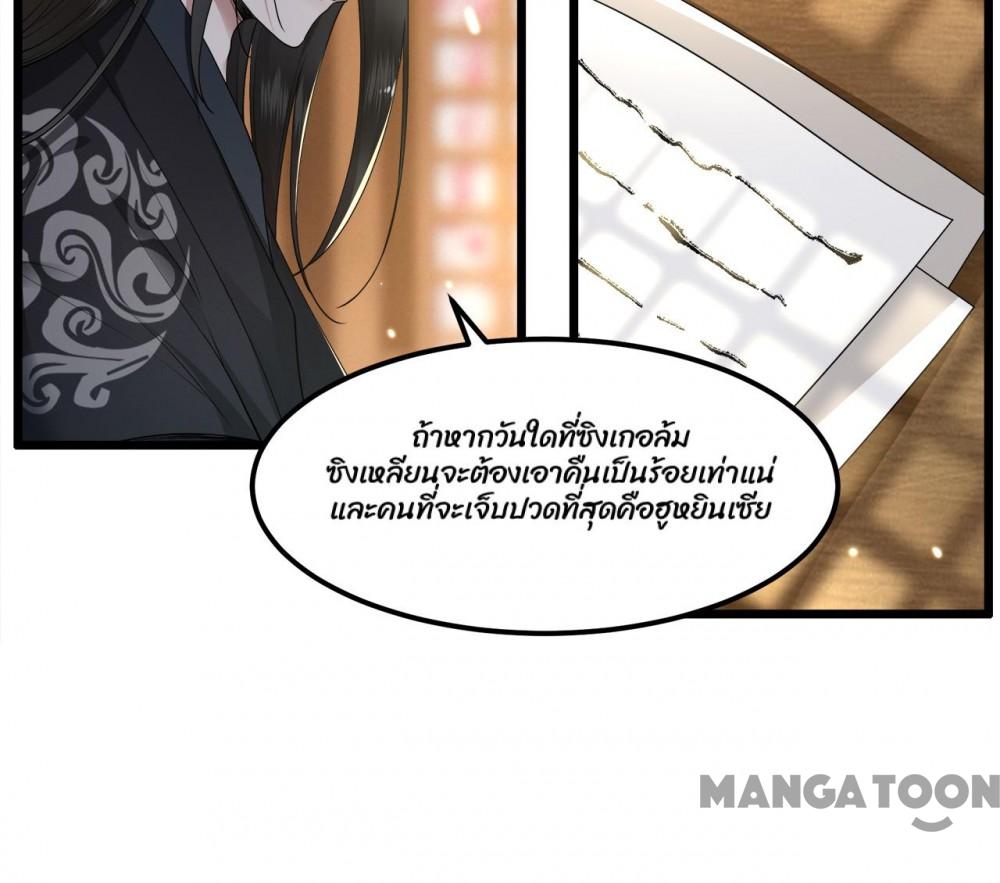 ถ้าหากวันใดที่ซิงเกอล้ม
ซิงเหลียนจะต้องเอาคืนเป็นร้อยเท่าแน่
และคนที่จะเจ็บปวดที่สุดคือฮูหยินเซีย
MANGATOON